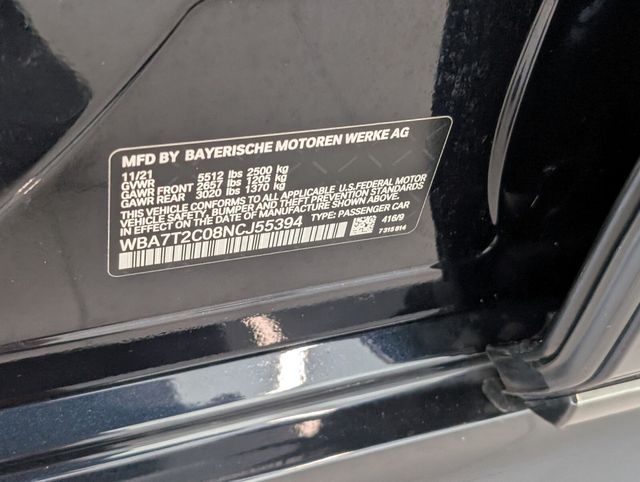 MFD BY BAYERISCHE MOTOREN WERKE AG
11/21 5512 lbs 2500 kg
GVWR
GAWR FRONT 2657 lbs 1205 kg
GAWR REAR 3020 lbs 1370 kg
THIS VEHICLE CONFORMS TO ALL APPLICABLE U.S.FEDERAL MOTOR
VEHICLE SAFETY, BUMPER AND THEFT PREVENTION STANDARDS
IN EFFECT ON THE DATE OF MANUFACTURE SHOWN ABOVE.
WBA7T2C08NCJ55394 TYPE: PASSENGER CAR
416/9
7 315 614